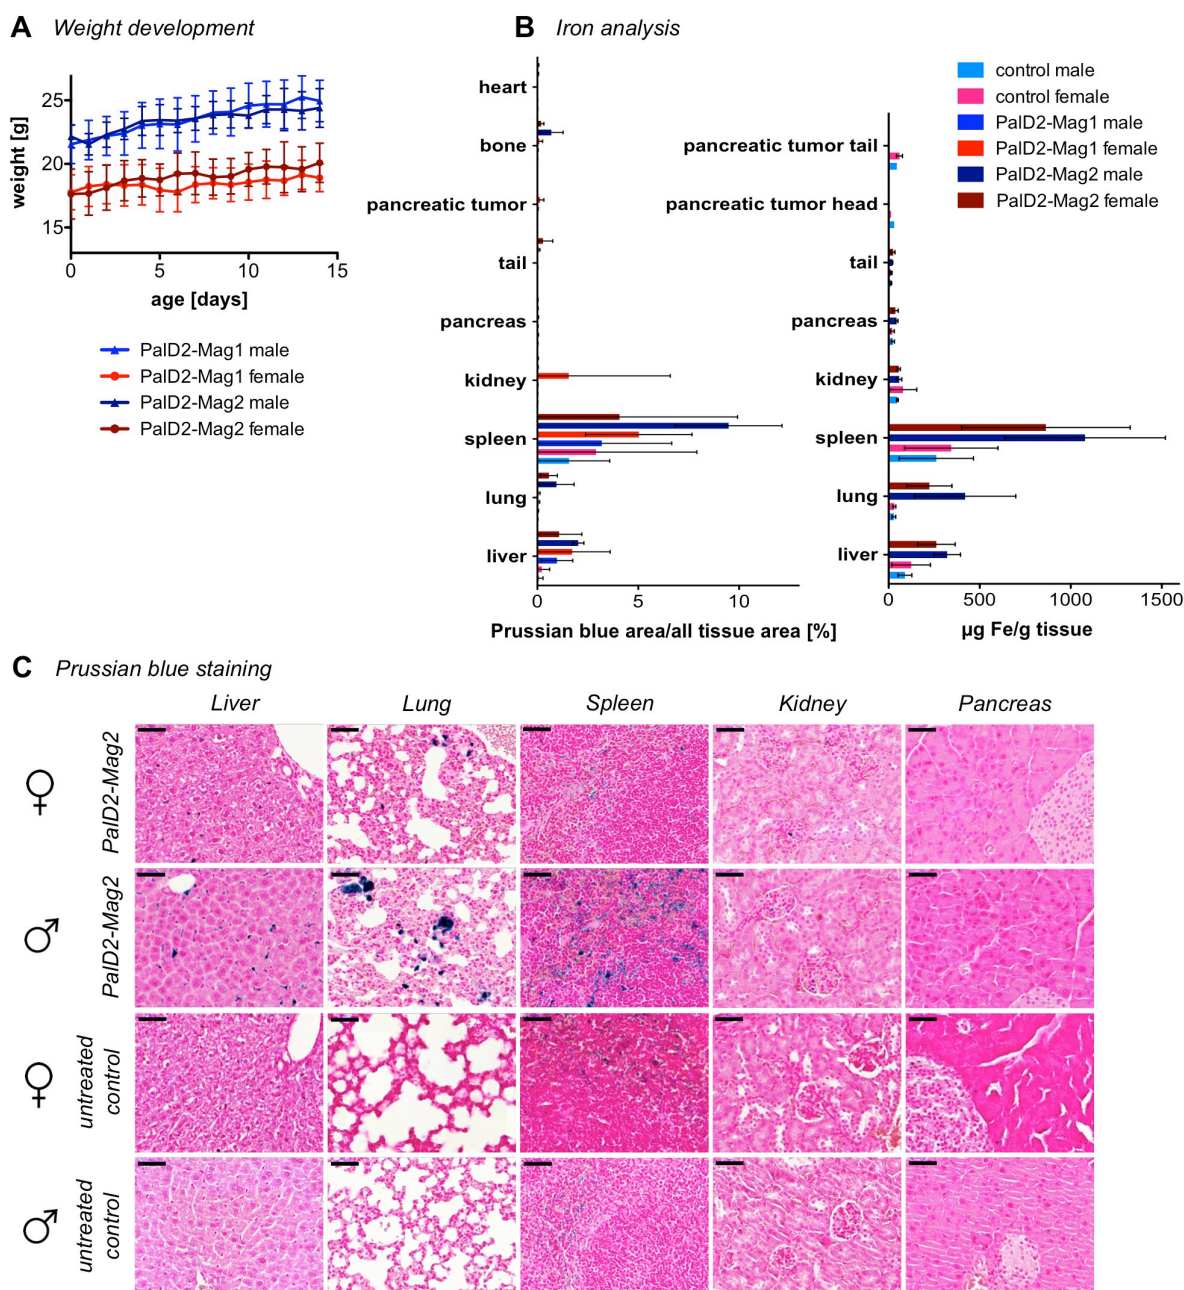 A Weight development
25
20
15
weight [g]
0 5 10 15
age [days]
PalD2-Mag1 male
PalD2-Mag1 female
PalD2-Mag2 male
PalD2-Mag2 female
B Iron analysis
heart
bone
pancreatic tumor
tail
pancreas
kidney
spleen
lung
liver
0 5 10
Prussian blue area/all tissue area [%]
control male
control female
PalD2-Mag1 male
PalD2-Mag1 female
PalD2-Mag2 male
PalD2-Mag2 female
pancreatic tumor tail
pancreatic tumor head
tail
pancreas
kidney
spleen
lung
liver
0 500 1000 1500
µg Fe/g tissue
C Prussian blue staining
Liver Lung Spleen Kidney Pancreas
♀ PalD2-Mag2
♂ PalD2-Mag2
♀ untreated
control
♂ untreated
control